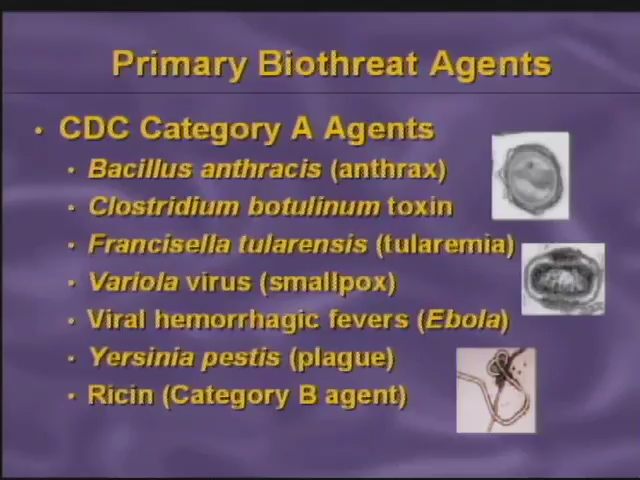 Primary Biothreat Agents
• CDC Category A Agents
• Bacillus anthracis (anthrax)
• Clostridium botulinum toxin
• Francisella tularensis (tularemia)
• Variola virus (smallpox)
• Viral hemorrhagic fevers (Ebola)
• Yersinia pestis (plague)
• Ricin (Category B agent)